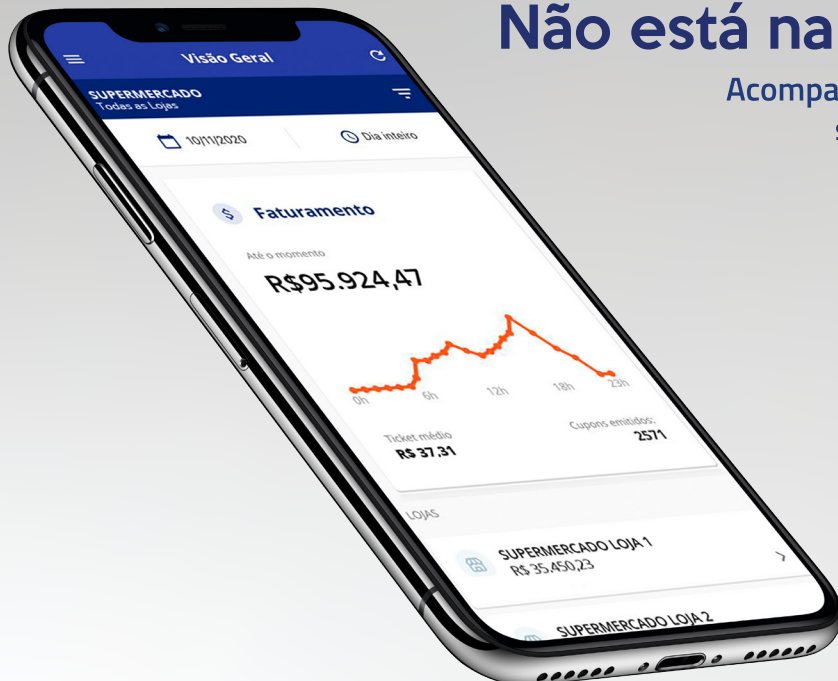 Não está na
Acompa
s
Visão Geral
SUPERMERCADO
Todas as Lojas
10/11/2020
Dia inteiro
$ Faturamento
Até o momento
R$95.924,47
0h 6h 12h 18h 23h
Ticket médio
R$ 37,31
Cupons emitidos:
2571
LOJAS
SUPERMERCADO LOJA 1
R$ 35.450,23
SUPERMERCADO LOJA 2